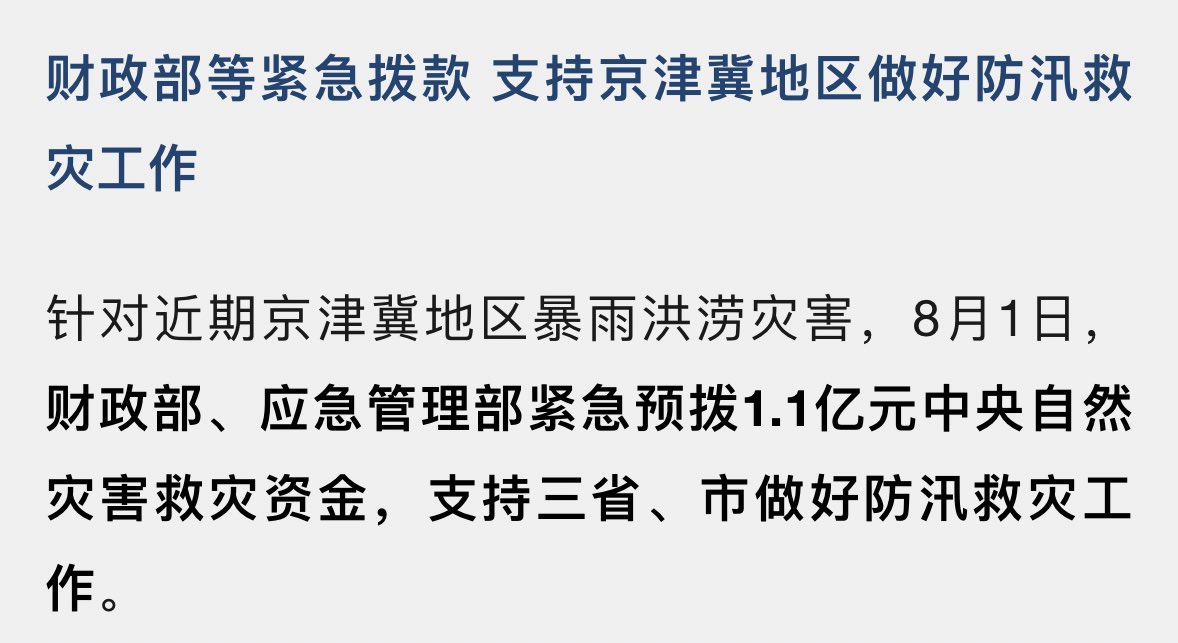 财政部等紧急拨款 支持京津冀地区做好防汛救
灾工作
针对近期京津冀地区暴雨洪涝灾害，8月1日，
财政部、应急管理部紧急预拨1.1亿元中央自然
灾害救灾资金，支持三省、市做好防汛救灾工
作。